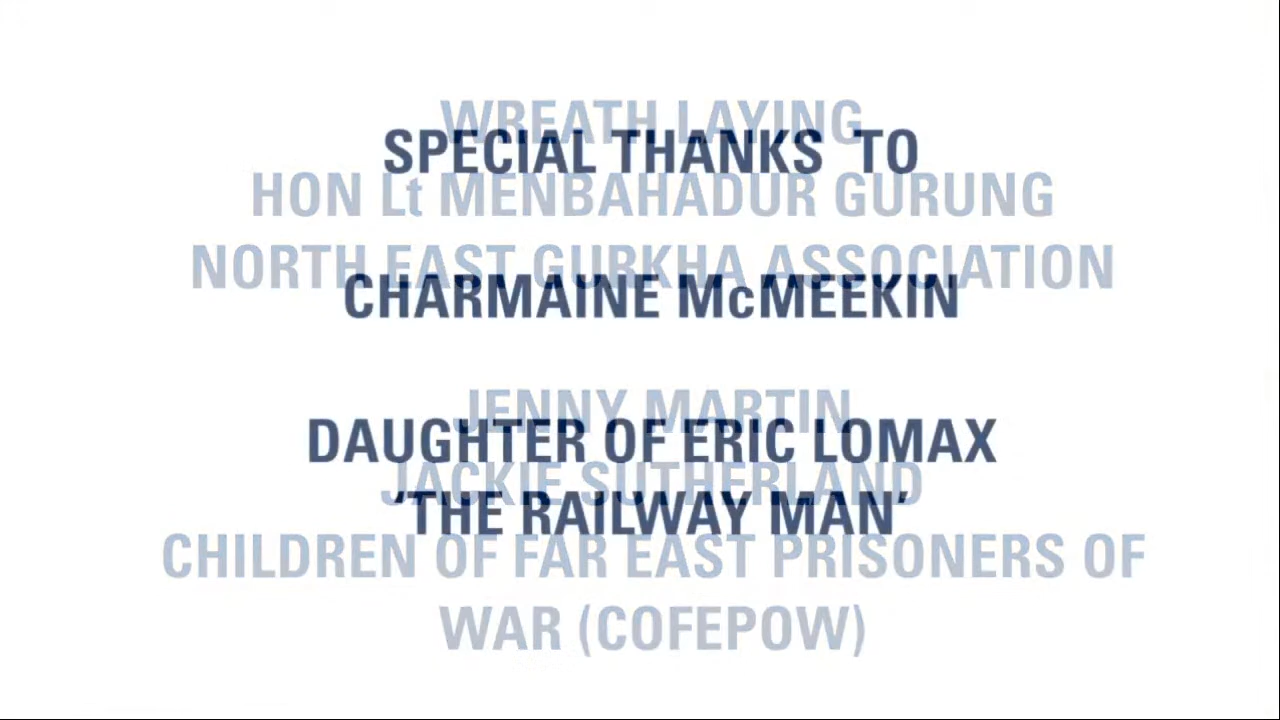 WREATH LAYING
SPECIAL THANKS TO
HON Lt MENBAHADUR GURUNG
NORTH EAST GURKHA ASSOCIATION
CHARMAINE McMEEKIN
JENNY MARTIN
DAUGHTER OF ERIC LOMAX
JACKIE SUTHERLAND
‘THE RAILWAY MAN’
CHILDREN OF FAR EAST PRISONERS OF
WAR (COFEPOW)